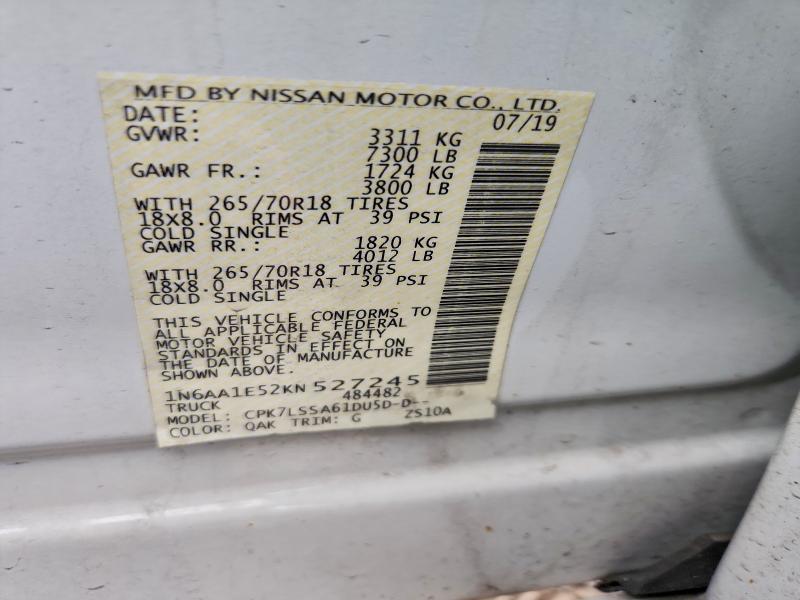 MFD BY NISSAN MOTOR CO., LTD.
DATE: 07/19
GVWR: 3311 KG
7300 LB
GAWR FR.: 1724 KG
3800 LB
WITH 265/70R18 TIRES
18X8.0 RIMS AT 39 PSI
COLD SINGLE
GAWR RR.: 1820 KG
4012 LB
WITH 265/70R18 TIRES
18X8.0 RIMS AT 39 PSI
COLD SINGLE
THIS VEHICLE CONFORMS TO
ALL APPLICABLE FEDERAL
MOTOR VEHICLE SAFETY
STANDARDS IN EFFECT ON
THE DATE OF MANUFACTURE
SHOWN ABOVE.
1N6AA1E52KN527245
TRUCK 484482
MODEL: CPK7LSSA61DU5D-D--
COLOR: QAK TRIM: G ZS10A